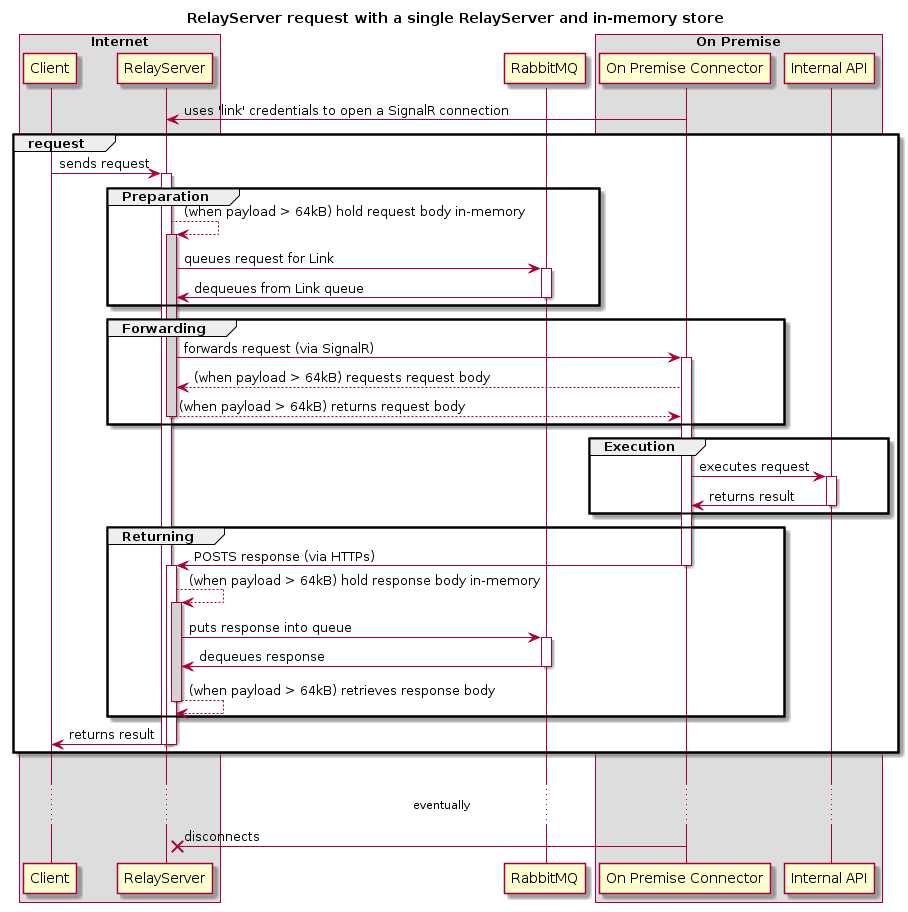 RelayServer request with a single RelayServer and in-memory store
Internet
On Premise
Client
RelayServer
RabbitMQ
On Premise Connector
Internal API
uses 'link' credentials to open a SignalR connection
request
sends request
Preparation
(when payload > 64kB) hold request body in-memory
queues request for Link
dequeues from Link queue
Forwarding
forwards request (via SignalR)
(when payload > 64kB) requests request body
(when payload > 64kB) returns request body
Execution
executes request
returns result
Returning
POSTS response (via HTTPs)
(when payload > 64kB) hold response body in-memory
puts response into queue
dequeues response
(when payload > 64kB) retrieves response body
returns result
eventually
disconnects
Client
RelayServer
RabbitMQ
On Premise Connector
Internal API